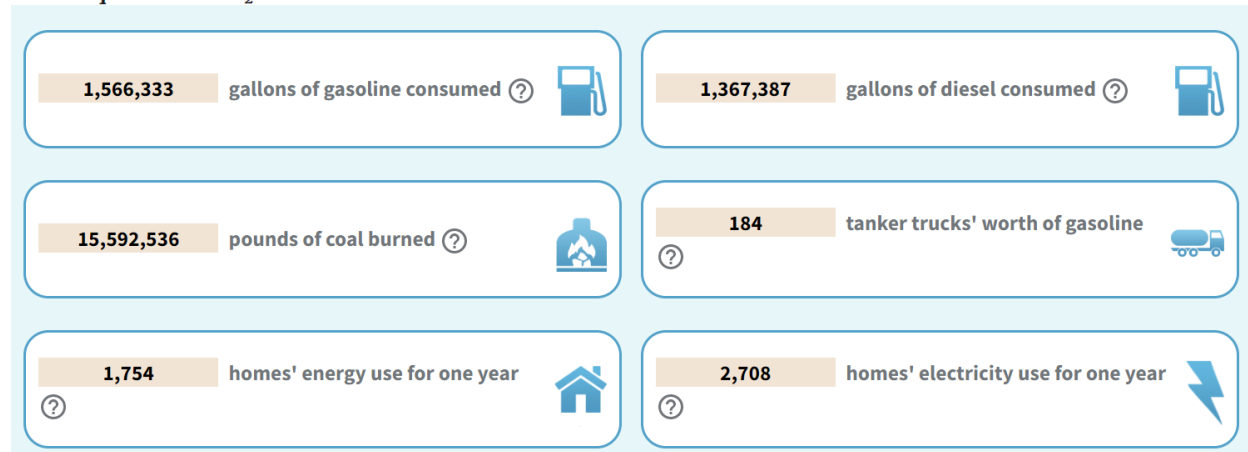 1,566,333 gallons of gasoline consumed ?
1,367,387 gallons of diesel consumed ?
15,592,536 pounds of coal burned ?
184 tanker trucks' worth of gasoline
?
1,754 homes' energy use for one year
?
2,708 homes' electricity use for one year
?